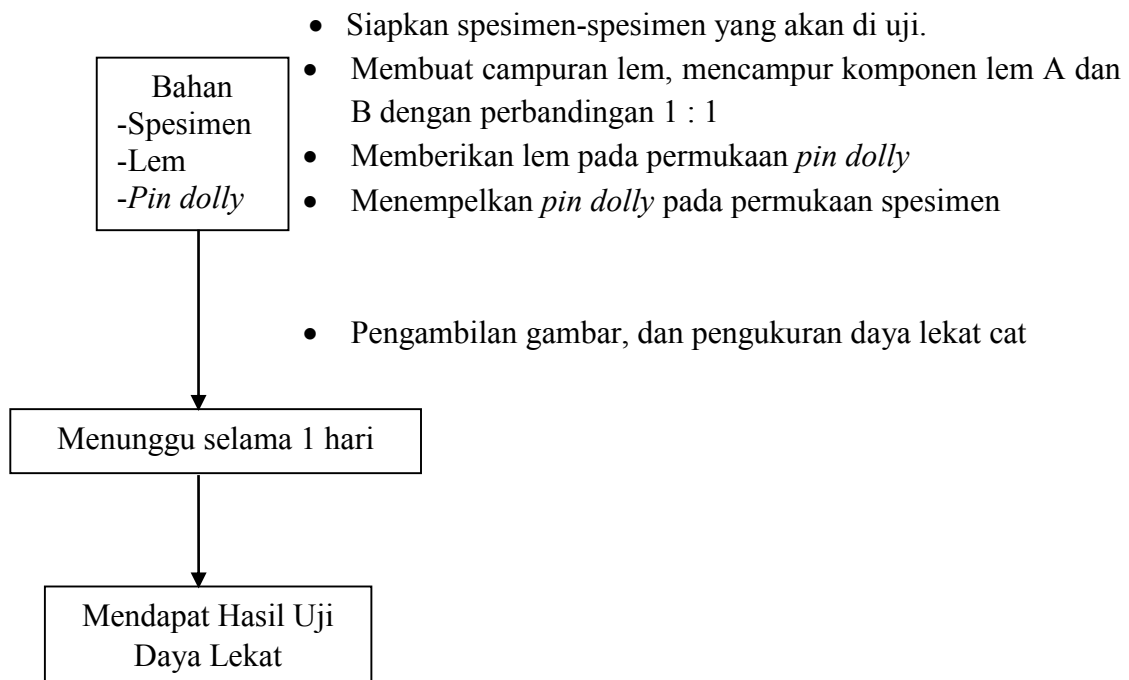 • Siapkan spesimen-spesimen yang akan di uji.
Bahan
-Spesimen
-Lem
-Pin dolly
• Membuat campuran lem, mencampur komponen lem A dan
B dengan perbandingan 1 : 1
• Memberikan lem pada permukaan pin dolly
• Menempelkan pin dolly pada permukaan spesimen
• Pengambilan gambar, dan pengukuran daya lekat cat
Menunggu selama 1 hari
Mendapat Hasil Uji
Daya Lekat